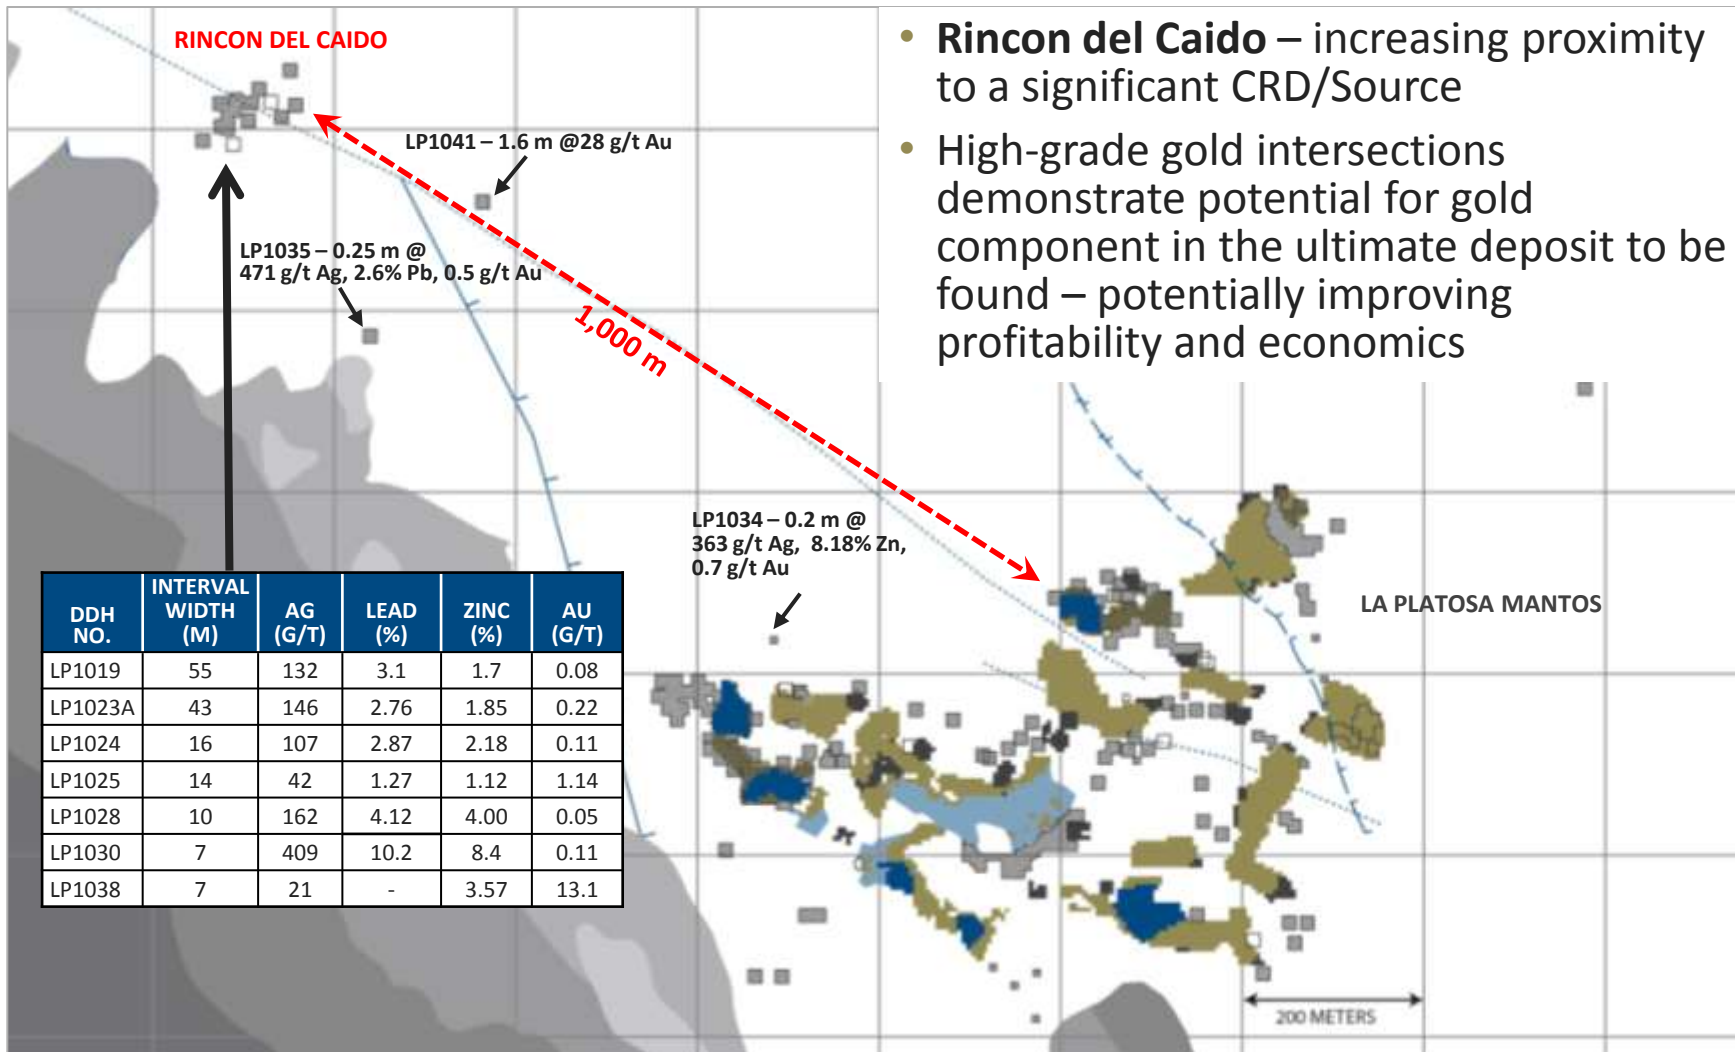 RINCON DEL CAIDO
• Rincon del Caido – increasing proximity
to a significant CRD/Source
• High-grade gold intersections
demonstrate potential for gold
component in the ultimate deposit to be
found – potentially improving
profitability and economics
LP1041 – 1.6 m @28 g/t Au
LP1035 – 0.25 m @
471 g/t Ag, 2.6% Pb, 0.5 g/t Au
1,000 m
LP1034 – 0.2 m @
363 g/t Ag, 8.18% Zn,
0.7 g/t Au
LA PLATOSA MANTOS
DDH NO. INTERVAL WIDTH (M) AG (G/T) LEAD (%) ZINC (%) AU (G/T)
LP1019 55 132 3.1 1.7 0.08
LP1023A 43 146 2.76 1.85 0.22
LP1024 16 107 2.87 2.18 0.11
LP1025 14 42 1.27 1.12 1.14
LP1028 10 162 4.12 4.00 0.05
LP1030 7 409 10.2 8.4 0.11
LP1038 7 21 - 3.57 13.1
200 METERS